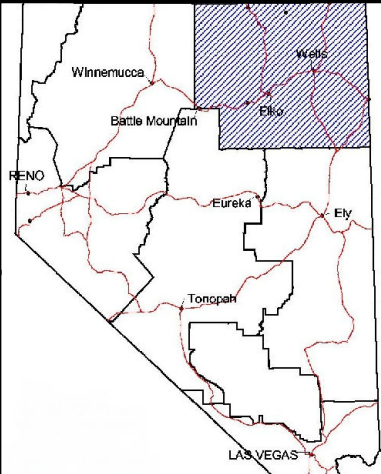 Wells
Winnemucca
Elko
Battle Mountain
RENO
Eureka
Ely
Tonopah
LAS VEGAS